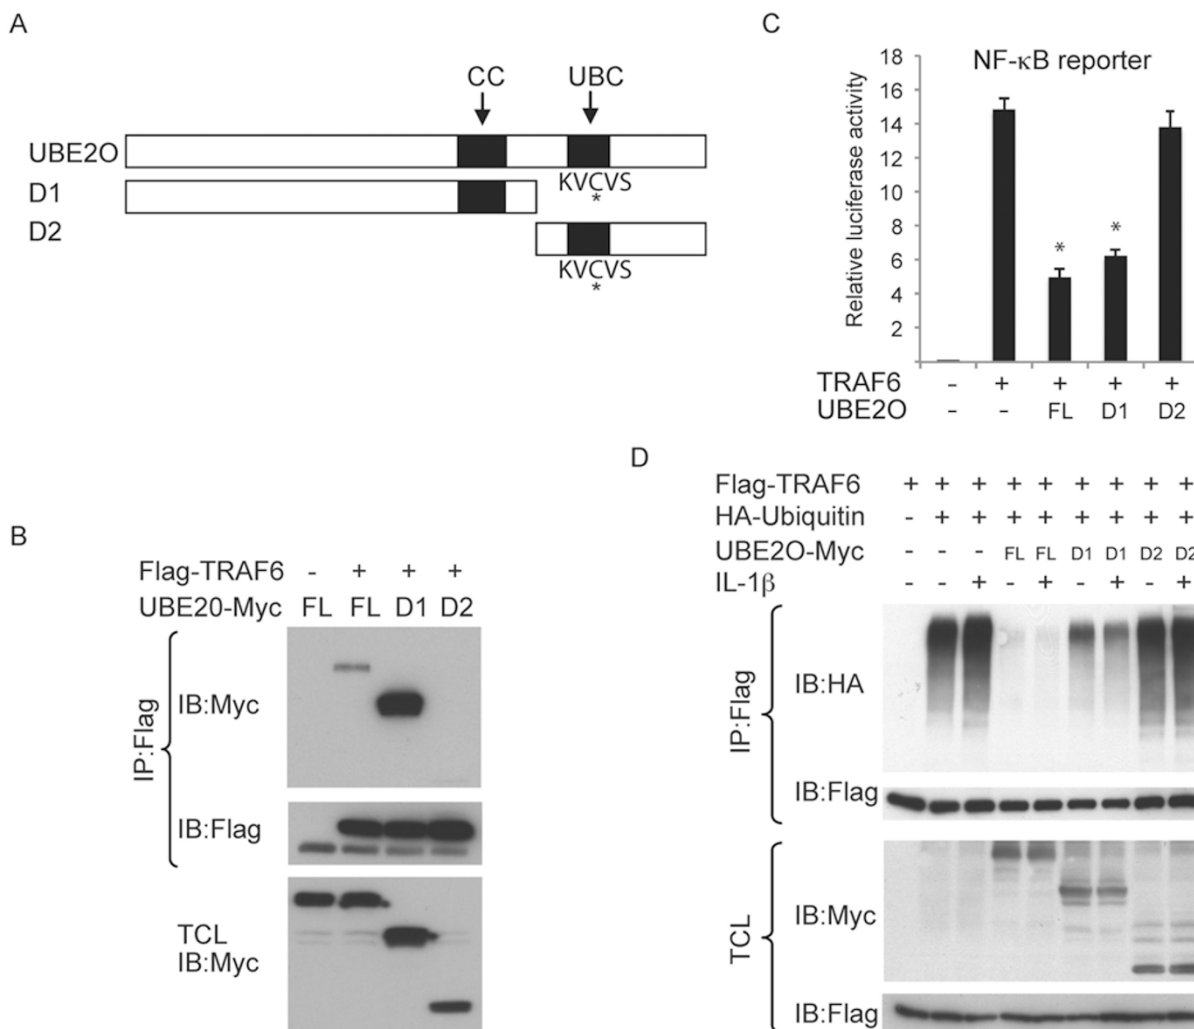 A
CC UBC
UBE2O
KVCVS
*
D1
D2
KVCVS
*
C
NF-κB reporter
Relative luciferase activity
18
16
14
12
10
8
6
4
2
* *
TRAF6 - + + + +
UBE2O - - FL D1 D2
B
Flag-TRAF6 - + + +
UBE20-Myc FL FL D1 D2
IP:Flag
IB:Myc
IB:Flag
TCL
IB:Myc
D
Flag-TRAF6 + + + + + + + + +
HA-Ubiquitin - + + + + + + + +
UBE2O-Myc - - - FL FL D1 D1 D2 D2
IL-1β - - + - + - + - +
IP:Flag
IB:HA
IB:Flag
TCL
IB:Myc
IB:Flag